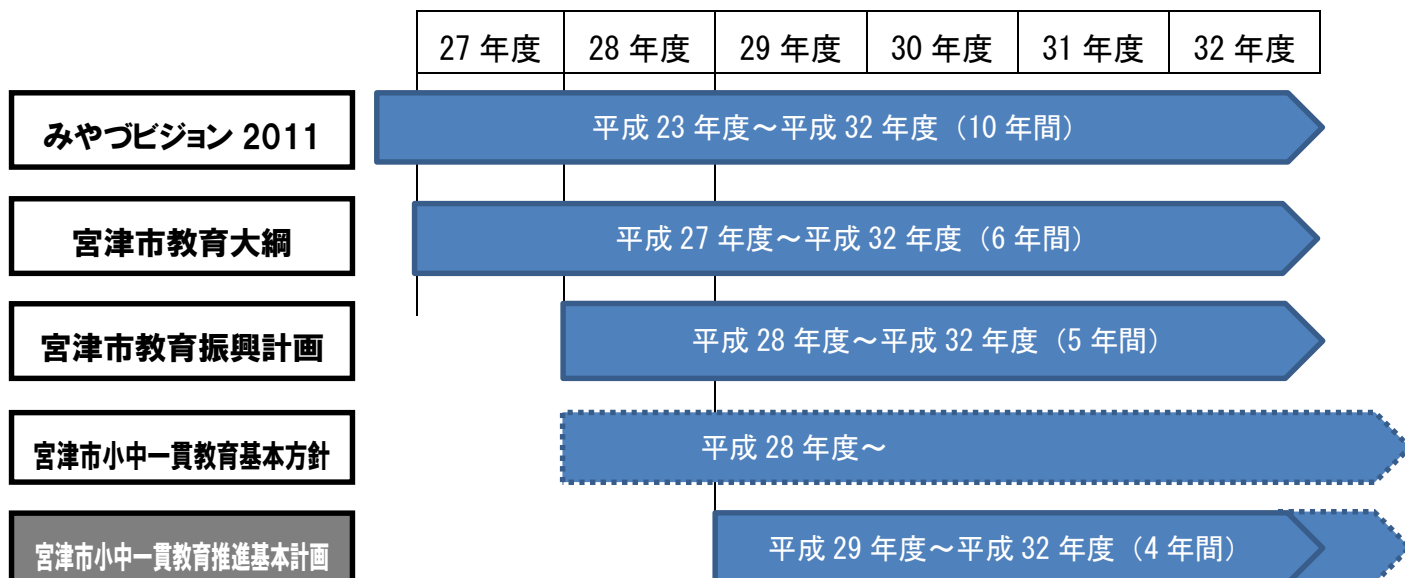 27 年度 28 年度 29 年度 30 年度 31 年度 32 年度
みやづビジョン 2011
平成 23 年度～平成 32 年度（10 年間）
宮津市教育大綱
平成 27 年度～平成 32 年度（6 年間）
宮津市教育振興計画
平成 28 年度～平成 32 年度（5 年間）
宮津市小中一貫教育基本方針
平成 28 年度～
宮津市小中一貫教育推進基本計画
平成 29 年度～平成 32 年度（4 年間）